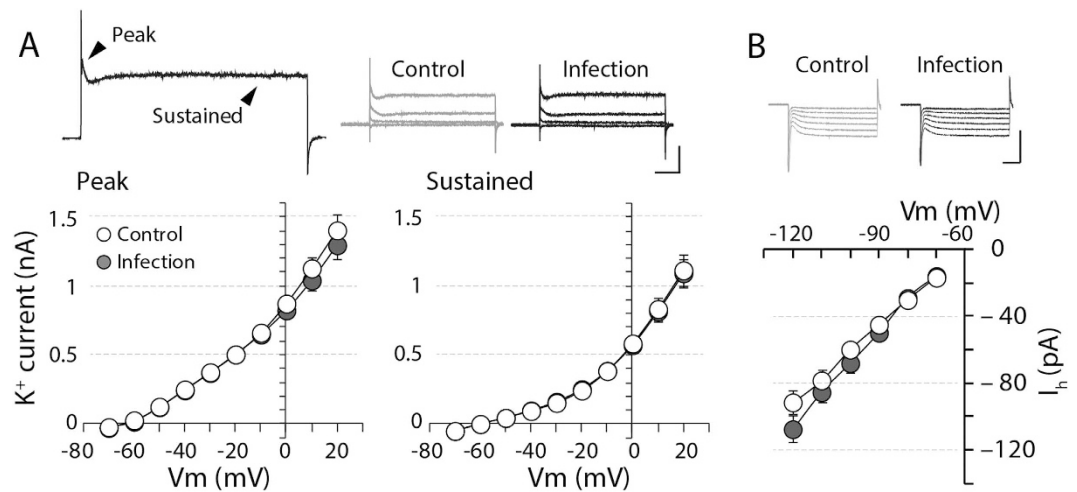 A
Peak
Sustained
Control
Infection
B
Control
Infection
Peak
1.5
1
0.5
0
K⁺ current (nA)
Control
Infection
-80 -60 -40 -20 0 20
Vm (mV)
Sustained
1.5
1
0.5
0
-80 -60 -40 -20 0 20
Vm (mV)
Vm (mV)
-120 -90 -60
0
−40
−80
−120
Iₕ (pA)